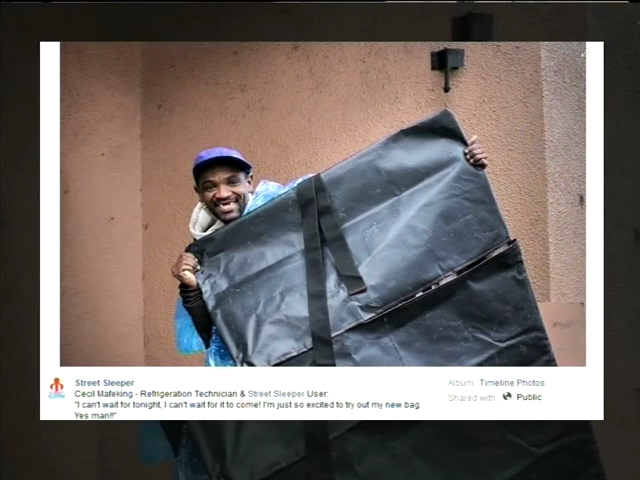 Street Sleeper
Cecil Mafeking - Refrigeration Technician & Street Sleeper User:
"I can't wait for tonight, I can't wait for it to come! I'm just so excited to try out my new bag.
Yes man!!"
Album Timeline Photos
Shared with Public